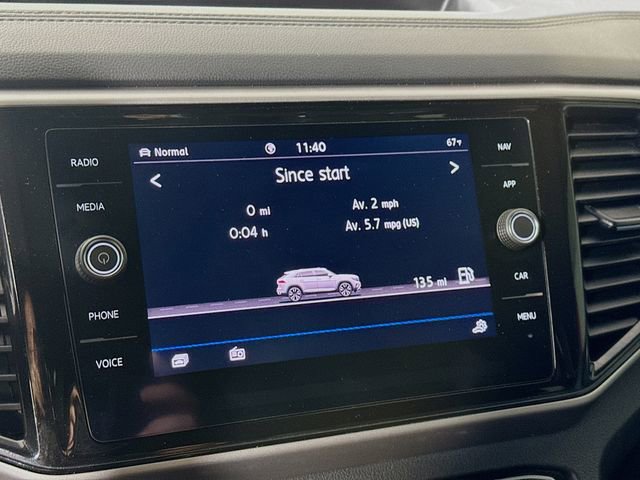 Normal
11:40
67°F
Since start
0 mi
Av. 2 mph
0:04 h
Av. 5.7 mpg (US)
135 mi
RADIO
MEDIA
PHONE
VOICE
NAV
APP
CAR
MENU